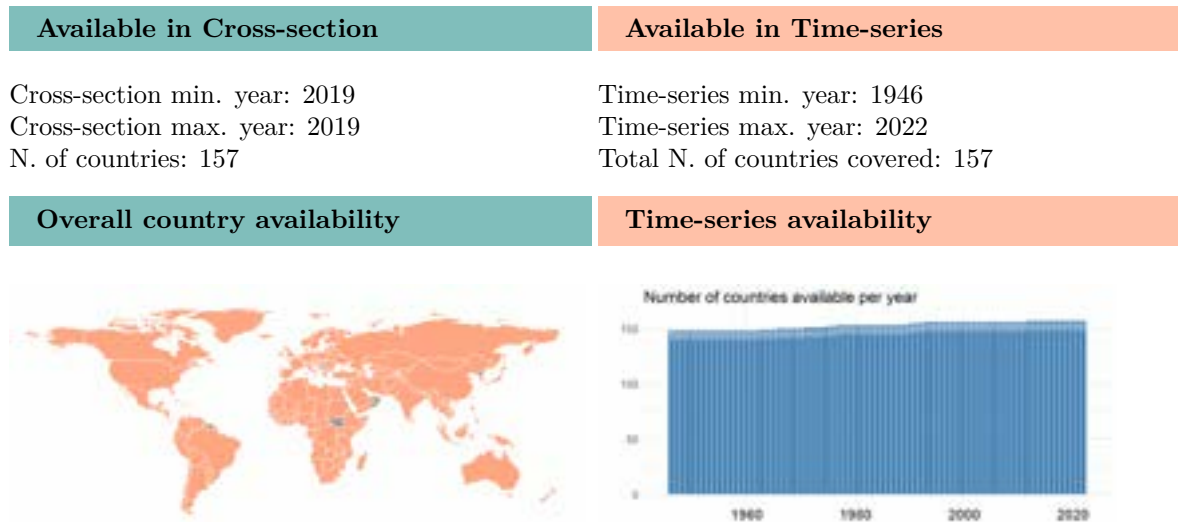 Available in Cross-section
Available in Time-series
Cross-section min. year: 2019
Cross-section max. year: 2019
N. of countries: 157
Time-series min. year: 1946
Time-series max. year: 2022
Total N. of countries covered: 157
Overall country availability
Time-series availability
Number of countries available per year
150
100
50
0
1960
1980
2000
2020